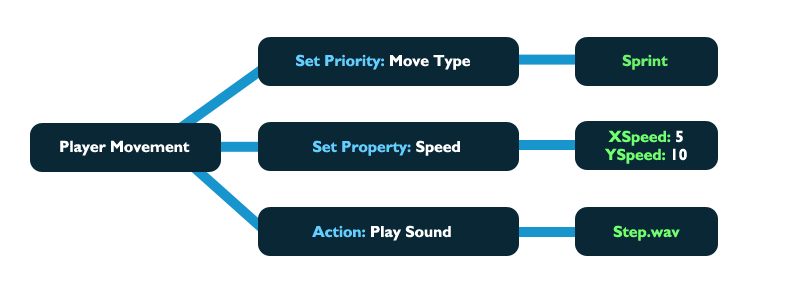 Set Priority: Move Type
Sprint
Player Movement
Set Property: Speed
XSpeed: 5
YSpeed: 10
Action: Play Sound
Step.wav